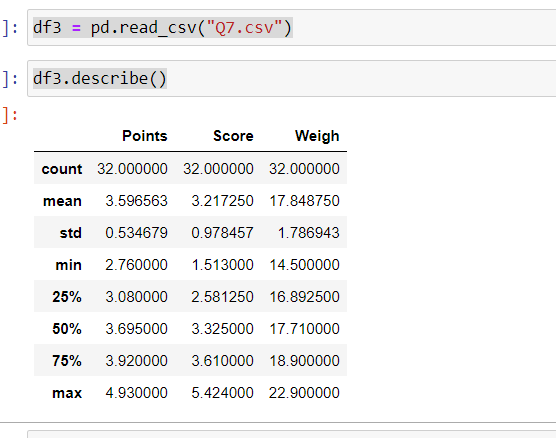 ]: df3 = pd.read_csv("Q7.csv")
]: df3.describe()
]:
Points Score Weigh
count 32.000000 32.000000 32.000000
mean 3.596563 3.217250 17.848750
std 0.534679 0.978457 1.786943
min 2.760000 1.513000 14.500000
25% 3.080000 2.581250 16.892500
50% 3.695000 3.325000 17.710000
75% 3.920000 3.610000 18.900000
max 4.930000 5.424000 22.900000